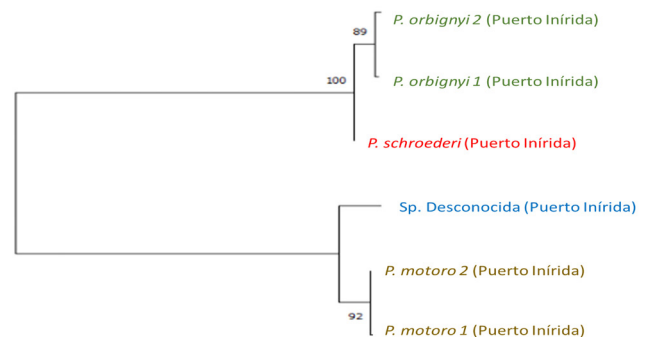 89
P. orbignyi 2 (Puerto Inírida)
100
P. orbignyi 1 (Puerto Inírida)
P. schroederi (Puerto Inírida)
Sp. Desconocida (Puerto Inírida)
P. motoro 2 (Puerto Inírida)
92
P. motoro 1 (Puerto Inírida)